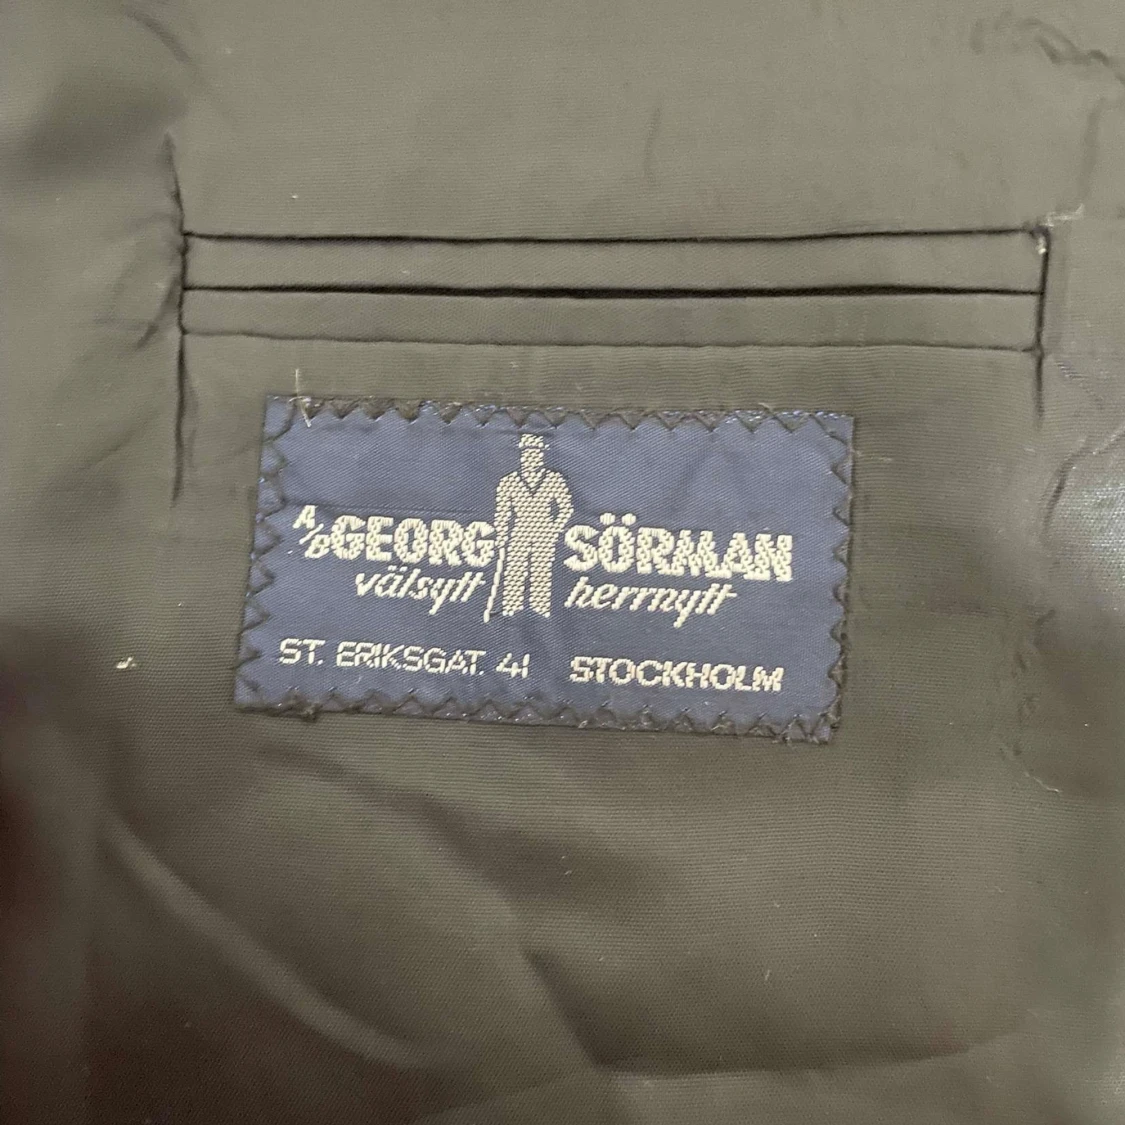 A/B GEORG SÖRMAN
välsytt herrnytt
ST. ERIKSGAT. 41 STOCKHOLM